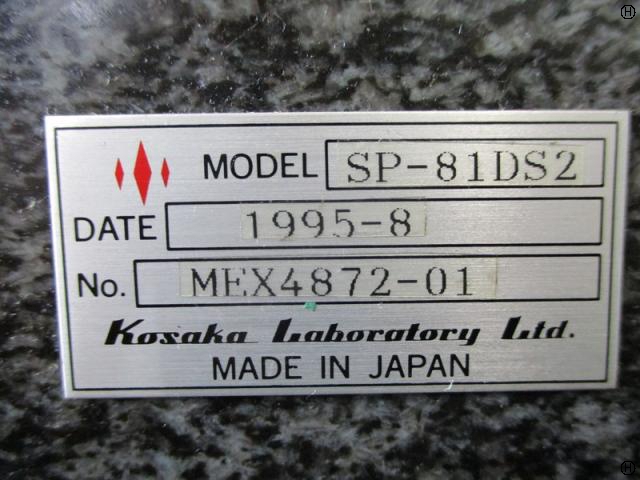 MODEL SP-81DS2
DATE 1995-8
No. MEX4872-01
Kosaka Laboratory Ltd.
MADE IN JAPAN
H
H